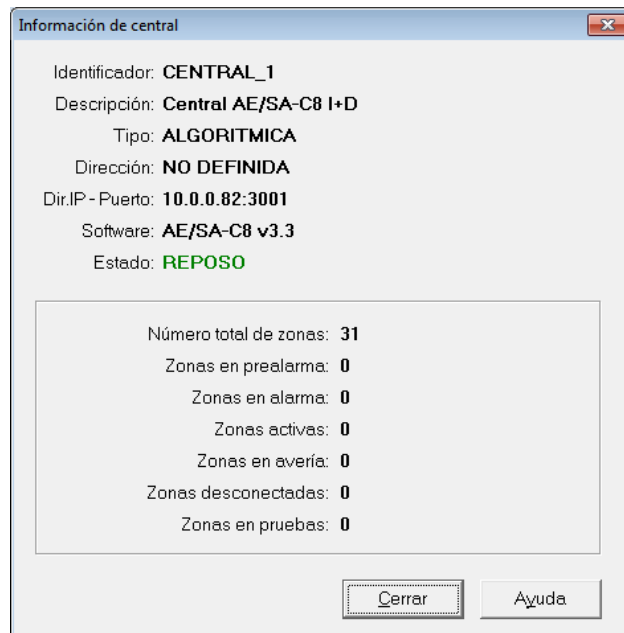 Información de central
Identificador: CENTRAL_1
Descripción: Central AE/SA-C8 I+D
Tipo: ALGORITMICA
Dirección: NO DEFINIDA
Dir.IP - Puerto: 10.0.0.82:3001
Software: AE/SA-C8 v3.3
Estado: REPOSO
Número total de zonas: 31
Zonas en prealarma: 0
Zonas en alarma: 0
Zonas activas: 0
Zonas en avería: 0
Zonas desconectadas: 0
Zonas en pruebas: 0
Cerrar Ayuda